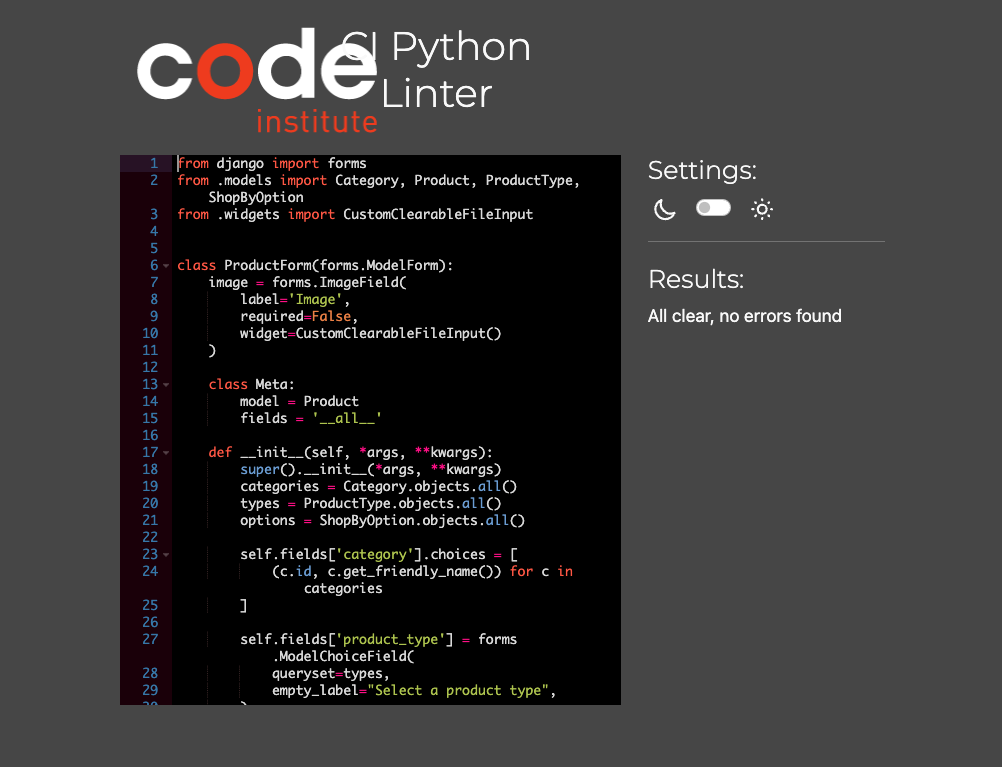 code
institute
CI Python
Linter
1 from django import forms
2 from .models import Category, Product, ProductType,
ShopByOption
3 from .widgets import CustomClearableFileInput
4
5
6 class ProductForm(forms.ModelForm):
7     image = forms.ImageField(
8         label='Image',
9         required=False,
10         widget=CustomClearableFileInput()
11     )
12
13     class Meta:
14         model = Product
15         fields = '__all__'
16
17     def __init__(self, *args, **kwargs):
18         super().__init__(*args, **kwargs)
19         categories = Category.objects.all()
20         types = ProductType.objects.all()
21         options = ShopByOption.objects.all()
22
23         self.fields['category'].choices = [
24             (c.id, c.get_friendly_name()) for c in
categories
25         ]
26
27         self.fields['product_type'] = forms
.ModelChoiceField(
28             queryset=types,
29             empty_label="Select a product type",
Settings:
Results:
All clear, no errors found